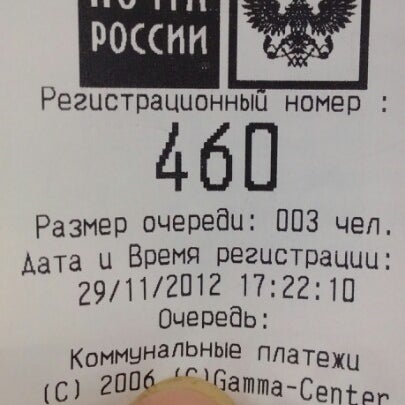 ПОЧТА
РОССИИ
Регистрационный номер :
460
Размер очереди: 003 чел.
Дата и Время регистрации:
29/11/2012 17:22:10
Очередь:
Коммунальные платежи
(C) 2006 (C)Gamma-Center